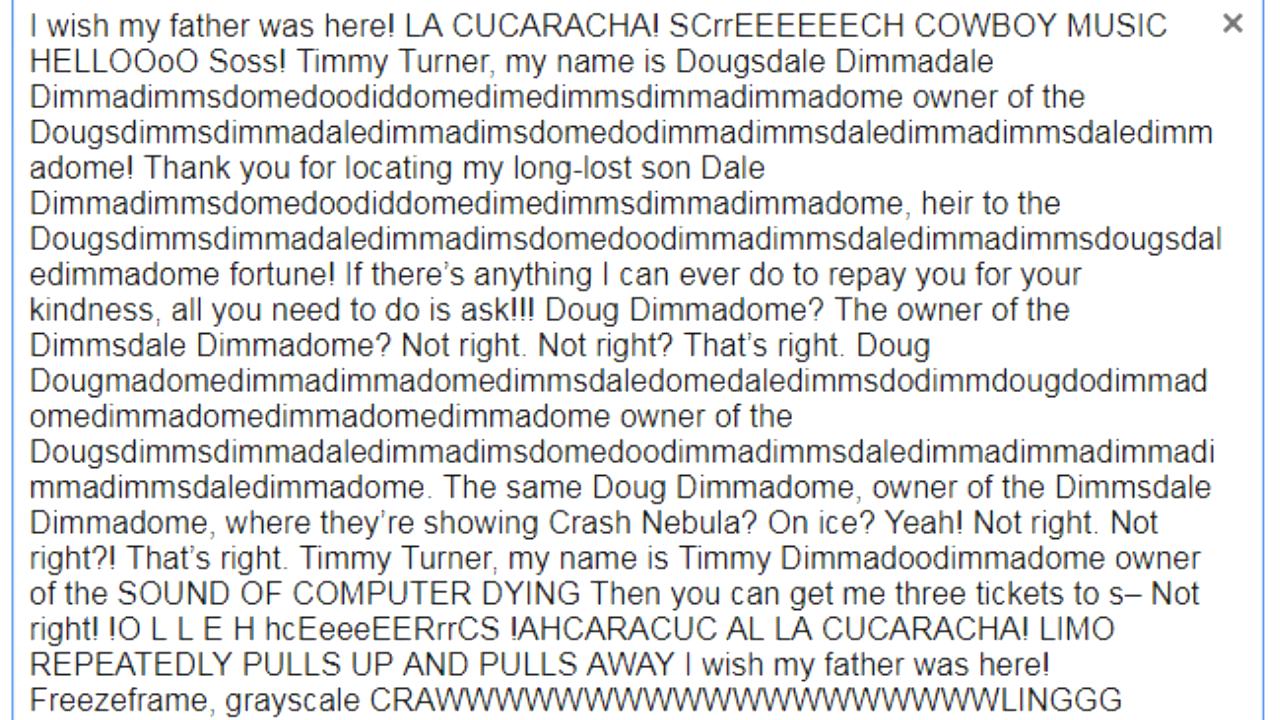 I wish my father was here! LA CUCARACHA! SCrrEEEEEECH COWBOY MUSIC
HELLOOoO Soss! Timmy Turner, my name is Dougsdale Dimmadale
Dimmadimmsdomedoodiddomedimedimmsdimmadimmadome owner of the
Dougsdimmsdimmadaledimmadimsdomedodimmadimmsdaledimmadimmsdaledimm
adome! Thank you for locating my long-lost son Dale
Dimmadimmsdomedoodiddomedimedimmsdimmadimmadome, heir to the
Dougsdimmsdimmadaledimmadimsdomedoodimmadimmsdaledimmadimmsdougsdal
edimmadome fortune! If there’s anything I can ever do to repay you for your
kindness, all you need to do is ask!!! Doug Dimmadome? The owner of the
Dimmsdale Dimmadome? Not right. Not right? That’s right. Doug
Dougmadomedimmadimmadomedimmsdaledomedaledimmsdodimmdougdodimmad
omedimmadomedimmadomedimmadome owner of the
Dougsdimmsdimmadaledimmadimsdomedoodimmadimmsdaledimmadimmadimmadi
mmadimmsdaledimmadome. The same Doug Dimmadome, owner of the Dimmsdale
Dimmadome, where they’re showing Crash Nebula? On ice? Yeah! Not right. Not
right?! That’s right. Timmy Turner, my name is Timmy Dimmadoodimmadome owner
of the SOUND OF COMPUTER DYING Then you can get me three tickets to s– Not
right! !O L L E H hcEeeeEERrrCS !AHCARACUC AL LA CUCARACHA! LIMO
REPEATEDLY PULLS UP AND PULLS AWAY I wish my father was here!
Freezeframe, grayscale CRAWWWWWWWWWWWWWWWWWWWWWLINGGG